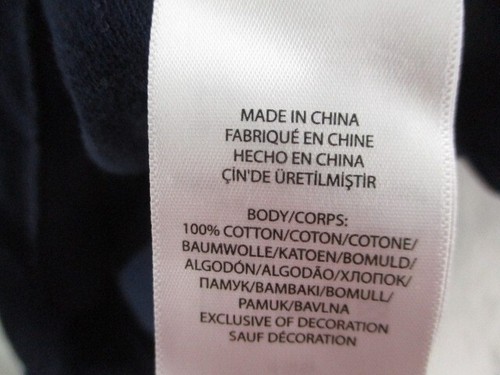 MADE IN CHINA
FABRIQUÉ EN CHINE
HECHO EN CHINA
ÇİN'DE ÜRETİLMİŞTİR
BODY/CORPS:
100% COTTON/COTON/COTONE/
BAUMWOLLE/KATOEN/BOMULD/
ALGODÓN/ALGODÃO/ХЛОПОК/
ПАМУК/BAMBAKI/BOMULL/
PAMUK/BAVLNA
EXCLUSIVE OF DECORATION
SAUF DÉCORATION